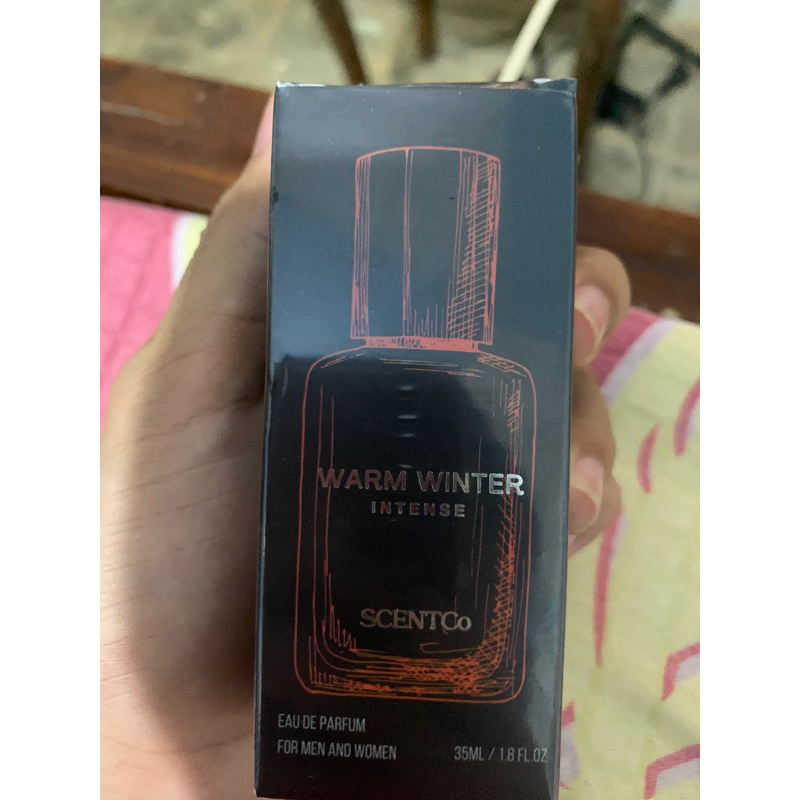 WARM WINTER
INTENSE
SCENTCo
EAU DE PARFUM
FOR MEN AND WOMEN
35ML / 1.8 FL.OZ